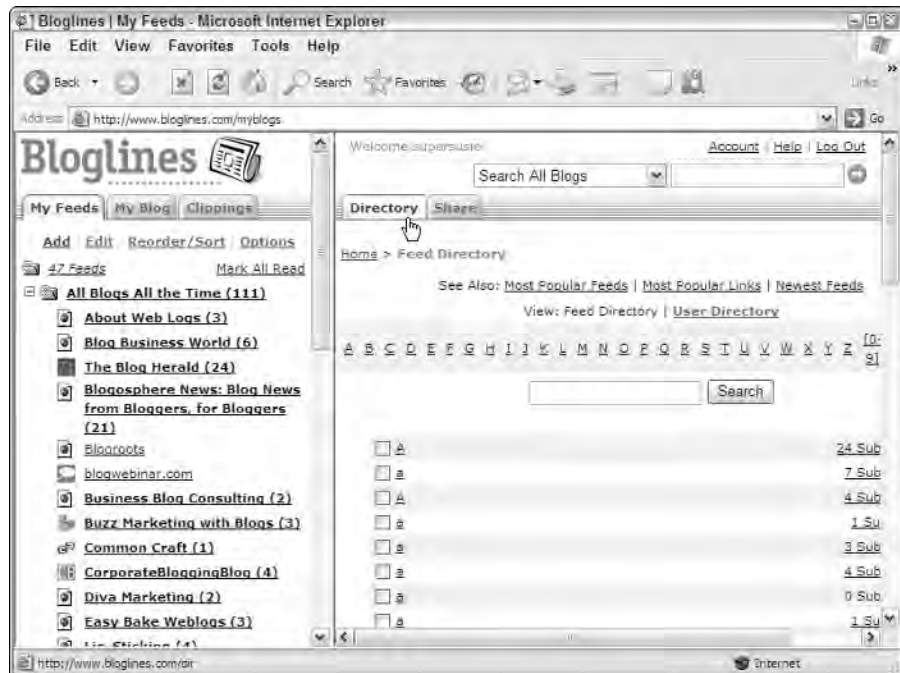 Bloglines | My Feeds - Microsoft Internet Explorer
File Edit View Favorites Tools Help
Back Search Favorites Links »
Address http://www.bloglines.com/myblogs Go
Bloglines
My Feeds My Blog Clippings
Add Edit Reorder/Sort Options
47 Feeds Mark All Read
All Blogs All the Time (111)
About Web Logs (3)
Blog Business World (6)
The Blog Herald (24)
Blogosphere News: Blog News
from Bloggers, for Bloggers
(21)
Blogroots
blogwebinar.com
Business Blog Consulting (2)
Buzz Marketing with Blogs (3)
Common Craft (1)
CorporateBloggingBlog (4)
Diva Marketing (2)
Easy Bake Weblogs (3)
Lip-Sticking (4)
Welcome supersusie Account | Help | Log Out
Search All Blogs
Directory Share
Home > Feed Directory
See Also: Most Popular Feeds | Most Popular Links | Newest Feeds
View: Feed Directory | User Directory
A B C D E F G H I J K L M N O P Q R S T U V W X Y Z [0-
9]
Search
A 24 Sub
a 7 Sub
A 4 Sub
a 1 Su
a 3 Sub
a 4 Sub
a 0 Sub
a 1 Su
http://www.bloglines.com/dir Internet